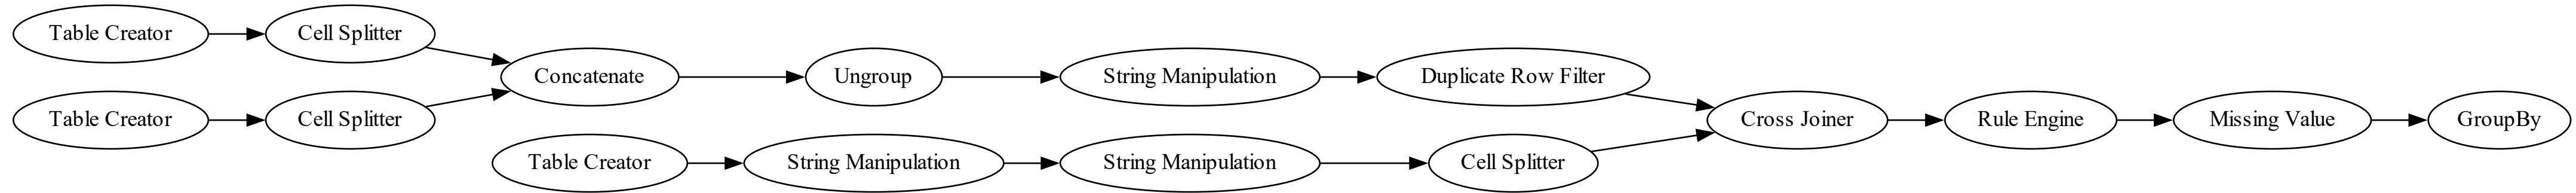 Table Creator
Cell Splitter
Concatenate
Ungroup
String Manipulation
Duplicate Row Filter
Table Creator
Cell Splitter
Cross Joiner
Rule Engine
Missing Value
GroupBy
Table Creator
String Manipulation
String Manipulation
Cell Splitter